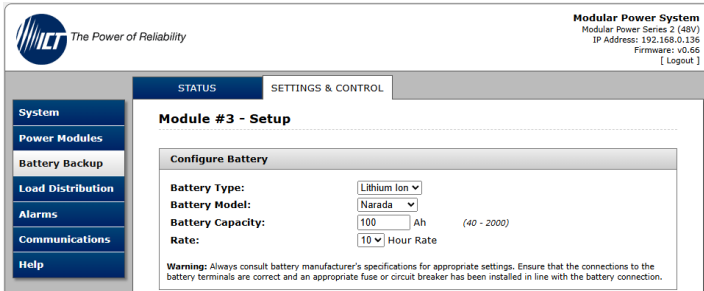 ICT The Power of Reliability
Modular Power System
Modular Power Series 2 (48V)
IP Address: 192.168.0.136
Firmware: v0.66
[ Logout ]
STATUS SETTINGS & CONTROL
System
Power Modules
Battery Backup
Load Distribution
Alarms
Communications
Help
Module #3 - Setup
Configure Battery
Battery Type: Lithium Ion
Battery Model: Narada
Battery Capacity: 100 Ah (40 - 2000)
Rate: 10 Hour Rate
Warning: Always consult battery manufacturer's specifications for appropriate settings. Ensure that the connections to the
battery terminals are correct and an appropriate fuse or circuit breaker has been installed in line with the battery connection.